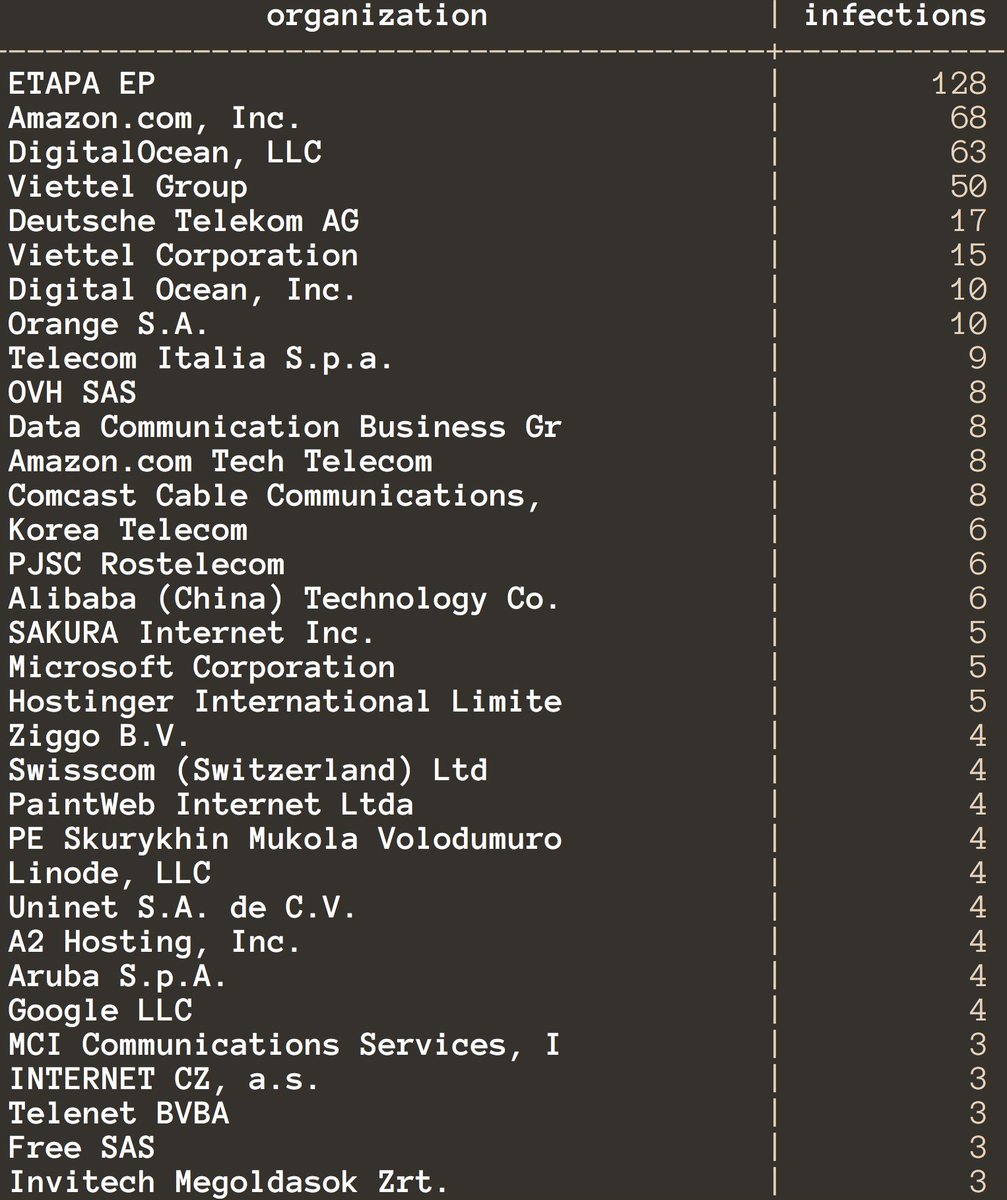 organization | infections
ETAPA EP | 128
Amazon.com, Inc. | 68
DigitalOcean, LLC | 63
Viettel Group | 50
Deutsche Telekom AG | 17
Viettel Corporation | 15
Digital Ocean, Inc. | 10
Orange S.A. | 10
Telecom Italia S.p.a. | 9
OVH SAS | 8
Data Communication Business Gr | 8
Amazon.com Tech Telecom | 8
Comcast Cable Communications, | 8
Korea Telecom | 6
PJSC Rostelecom | 6
Alibaba (China) Technology Co. | 6
SAKURA Internet Inc. | 5
Microsoft Corporation | 5
Hostinger International Limite | 5
Ziggo B.V. | 4
Swisscom (Switzerland) Ltd | 4
PaintWeb Internet Ltda | 4
PE Skurykhin Mukola Volodumuro | 4
Linode, LLC | 4
Uninet S.A. de C.V. | 4
A2 Hosting, Inc. | 4
Aruba S.p.A. | 4
Google LLC | 4
MCI Communications Services, I | 3
INTERNET CZ, a.s. | 3
Telenet BVBA | 3
Free SAS | 3
Invitech Megoldasok Zrt. | 3